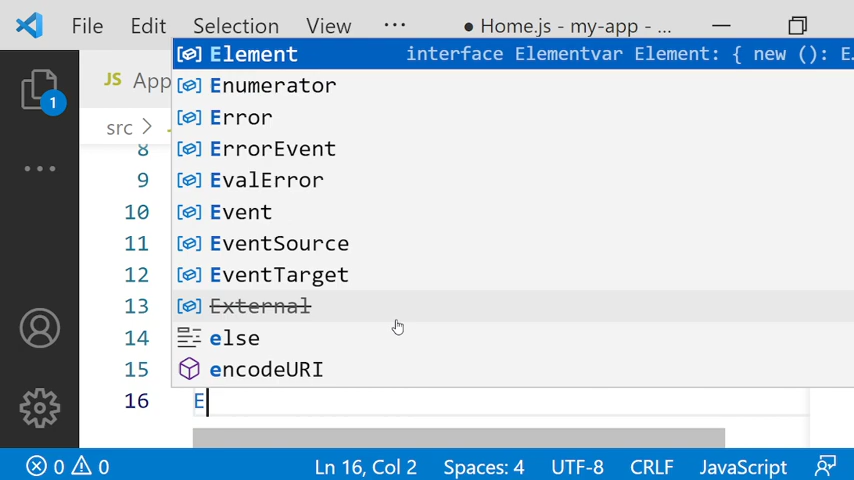 File Edit Selection View ··· ● Home.js - my-app - ...
Element interface Elementvar Element: { new (): E
JS App
Enumerator
1
Error
src >
8 ErrorEvent
9 EvalError
10 Event
11 EventSource
12 EventTarget
13 External
14 else
15 encodeURI
16 E
0 0 Ln 16, Col 2 Spaces: 4 UTF-8 CRLF JavaScript